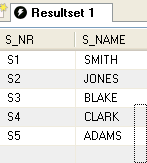 Resultset 1
S_NR S_NAME
S1 SMITH
S2 JONES
S3 BLAKE
S4 CLARK
S5 ADAMS